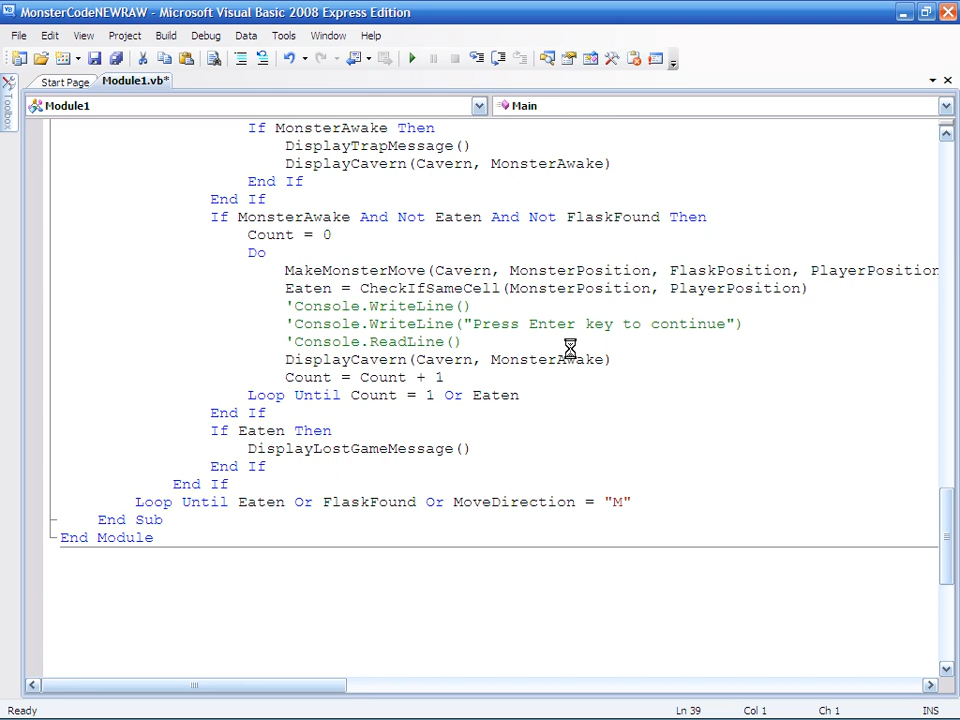 MonsterCodeNEWRAW - Microsoft Visual Basic 2008 Express Edition
File Edit View Project Build Debug Data Tools Window Help
Toolbox
Start Page Module1.vb*
Module1 Main
If MonsterAwake Then
DisplayTrapMessage()
DisplayCavern(Cavern, MonsterAwake)
End If
End If
If MonsterAwake And Not Eaten And Not FlaskFound Then
Count = 0
Do
MakeMonsterMove(Cavern, MonsterPosition, FlaskPosition, PlayerPosition
Eaten = CheckIfSameCell(MonsterPosition, PlayerPosition)
'Console.WriteLine()
'Console.WriteLine("Press Enter key to continue")
'Console.ReadLine()
DisplayCavern(Cavern, MonsterAwake)
Count = Count + 1
Loop Until Count = 1 Or Eaten
End If
If Eaten Then
DisplayLostGameMessage()
End If
End If
Loop Until Eaten Or FlaskFound Or MoveDirection = "M"
End Sub
End Module
Ready Ln 39 Col 1 Ch 1 INS